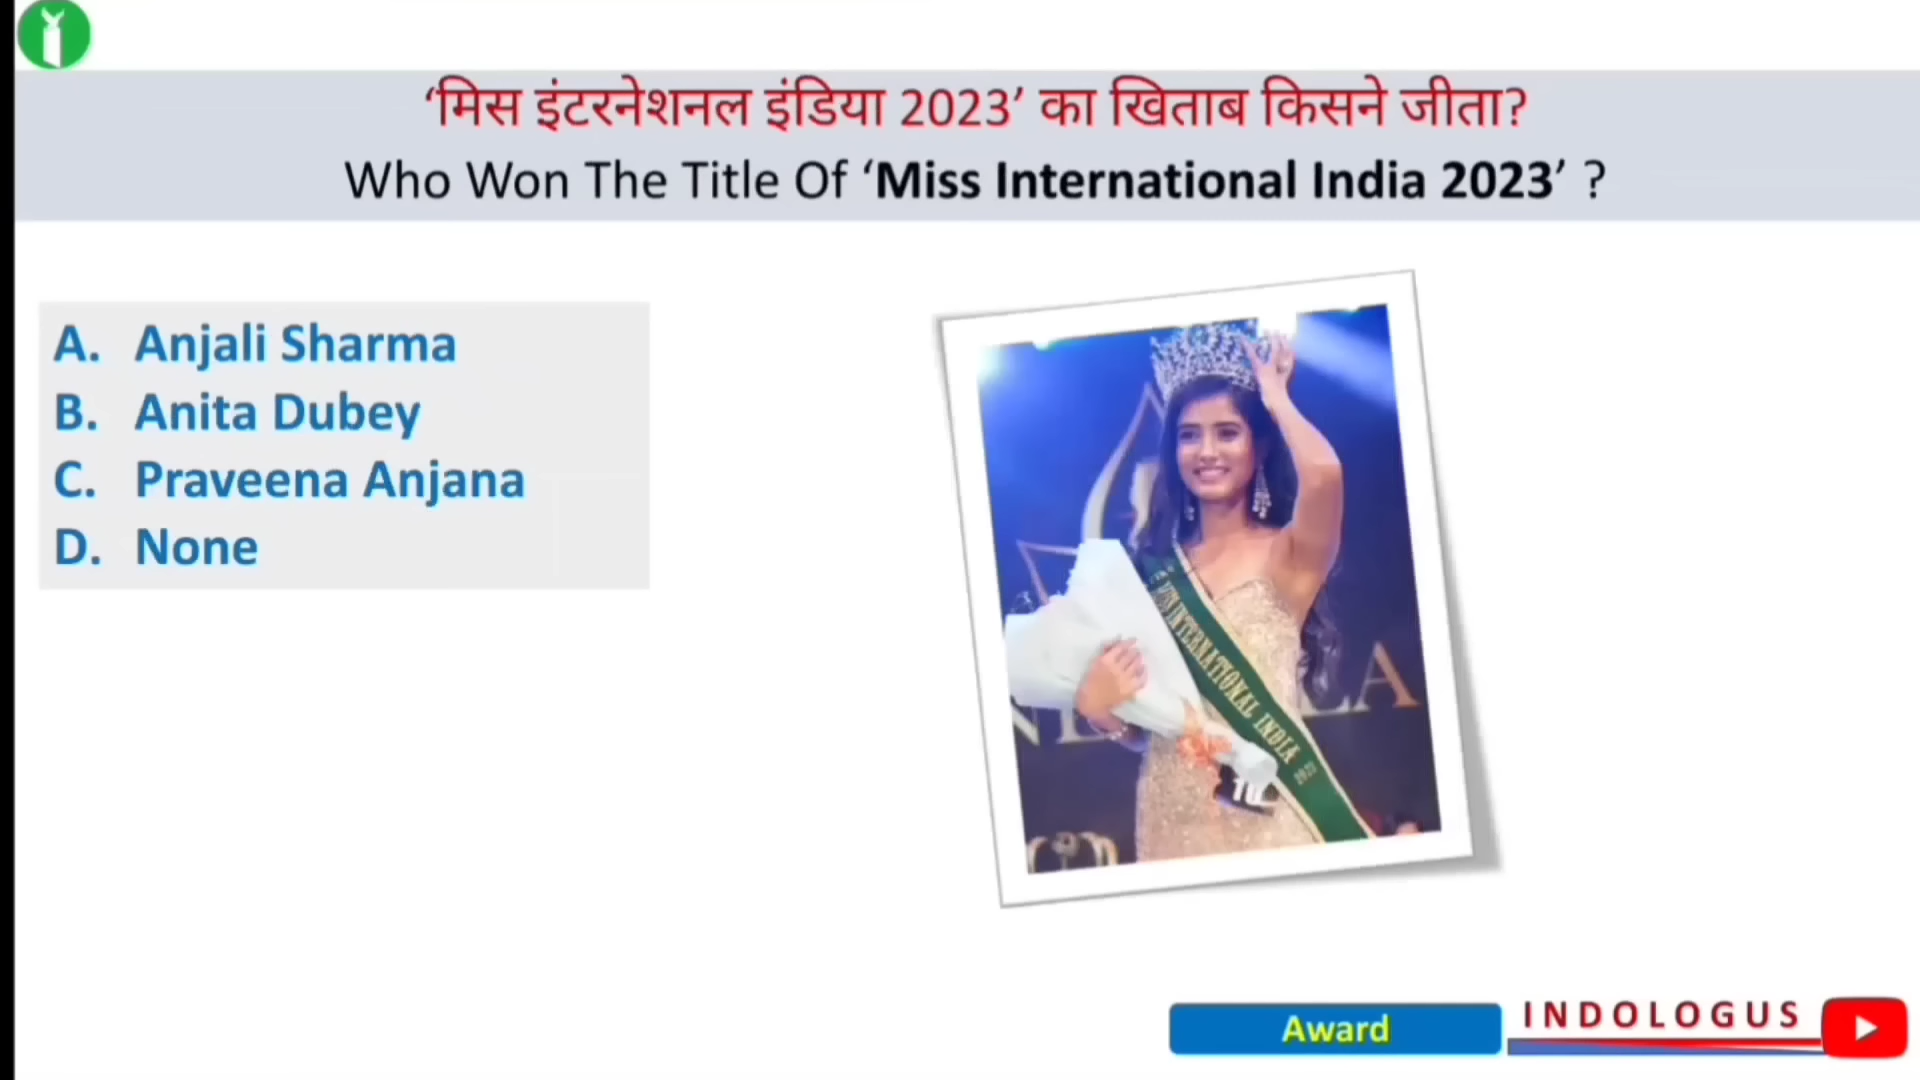 ‘मिस इंटरनेशनल इंडिया 2023’ का खिताब किसने जीता?
Who Won The Title Of ‘Miss International India 2023’ ?
A. Anjali Sharma
B. Anita Dubey
C. Praveena Anjana
D. None
INTERNATIONAL INDIA
Award
INDOLOGUS